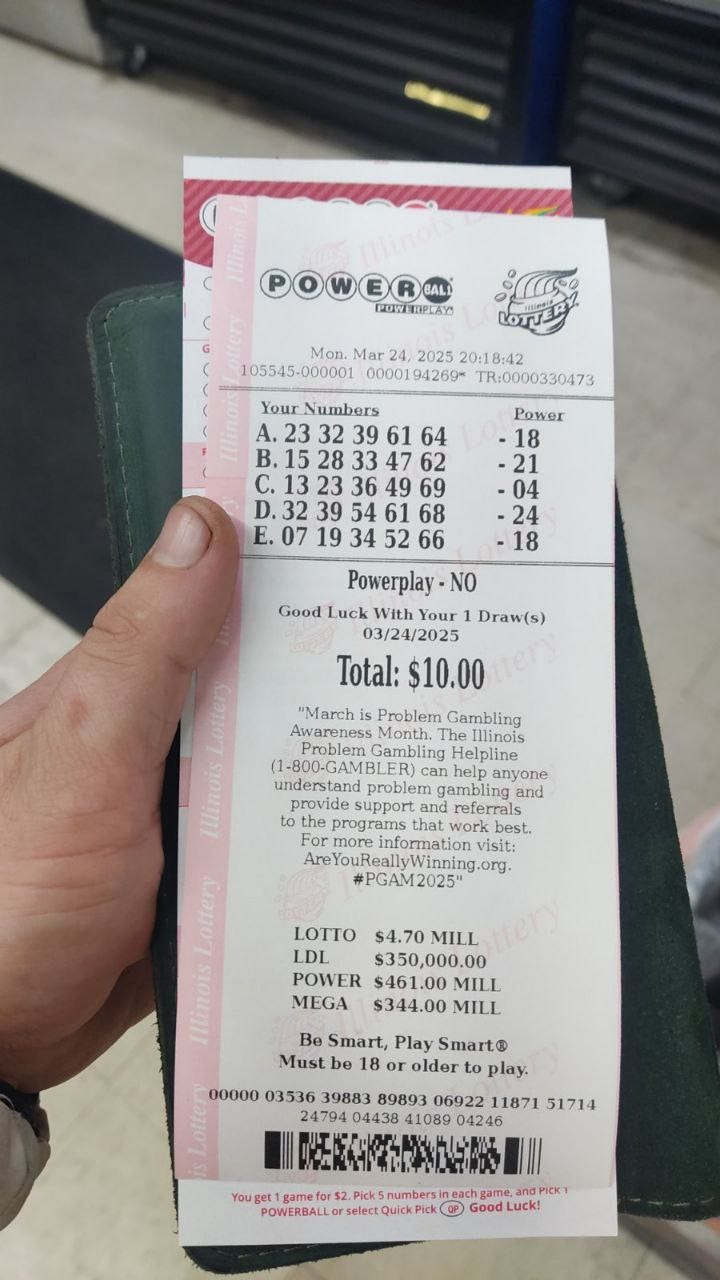 POWERBALL
POWERPLAY
Illinois
LOTTERY
Mon. Mar 24, 2025 20:18:42
105545-000001 0000194269* TR:0000330473
Your Numbers Power
A. 23 32 39 61 64 - 18
B. 15 28 33 47 62 - 21
C. 13 23 36 49 69 - 04
D. 32 39 54 61 68 - 24
E. 07 19 34 52 66 - 18
Powerplay - NO
Good Luck With Your 1 Draw(s)
03/24/2025
Total: $10.00
"March is Problem Gambling
Awareness Month. The Illinois
Problem Gambling Helpline
(1-800-GAMBLER) can help anyone
understand problem gambling and
provide support and referrals
to the programs that work best.
For more information visit:
AreYouReallyWinning.org.
#PGAM2025"
LOTTO $4.70 MILL
LDL $350,000.00
POWER $461.00 MILL
MEGA $344.00 MILL
Be Smart, Play Smart®
Must be 18 or older to play.
00000 03536 39883 89893 06922 11871 51714
24794 04438 41089 04246
You get 1 game for $2. Pick 5 numbers in each game, and Pick 1
POWERBALL or select Quick Pick QP Good Luck!
Illinois Lottery
Illinois Lottery
Illinois Lottery
Illinois Lottery